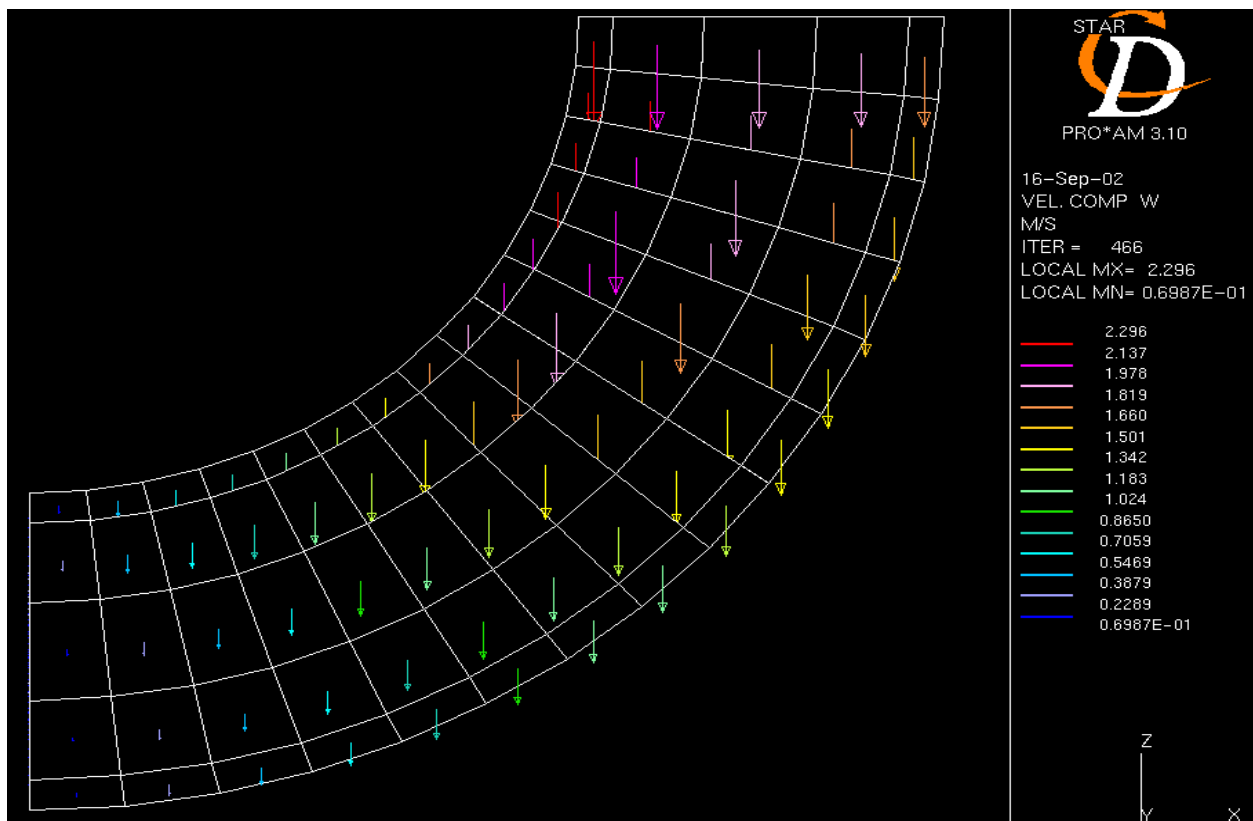 STAR
CD
PRO*AM 3.10
16-Sep-02
VEL. COMP W
M/S
ITER = 466
LOCAL MX= 2.296
LOCAL MN= 0.6987E-01
2.296
2.137
1.978
1.819
1.660
1.501
1.342
1.183
1.024
0.8650
0.7059
0.5469
0.3879
0.2289
0.6987E-01
Z
Y X